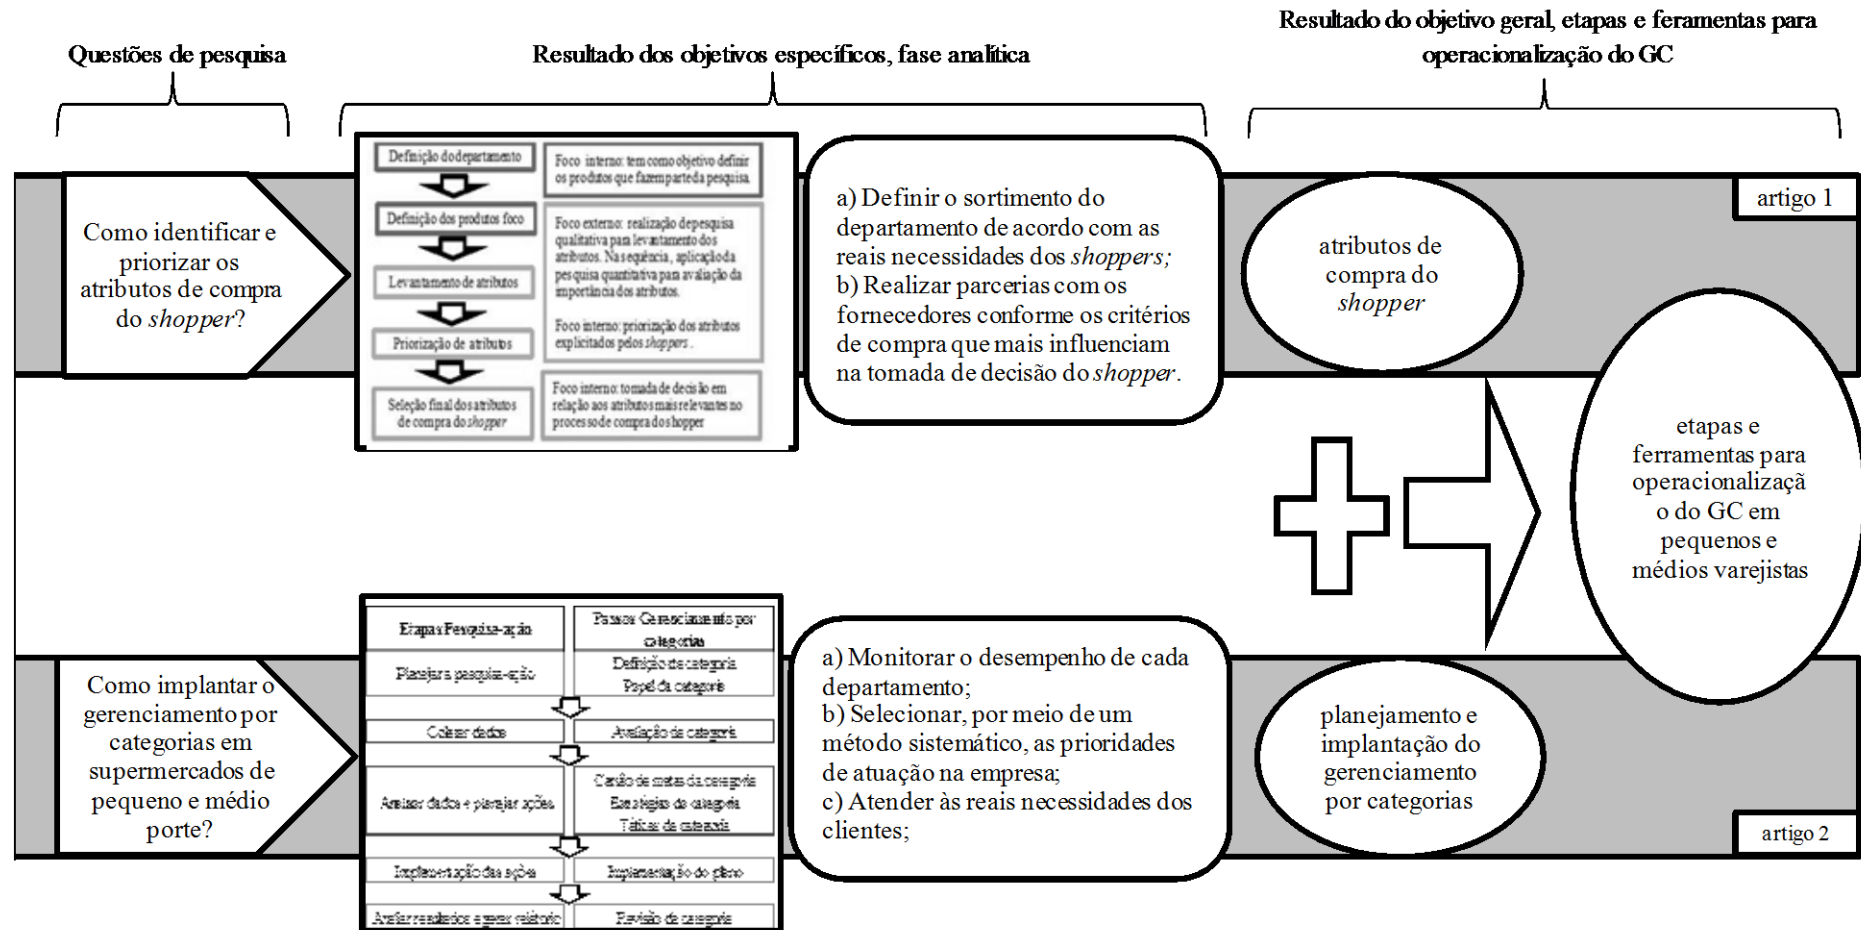 Questões de pesquisa
Resultado dos objetivos específicos, fase analítica
Resultado do objetivo geral, etapas e feramentas para
operacionalização do GC
Como identificar e
priorizar os
atributos de compra
do shopper?
Definição do departamento
Definição dos produtos foco
Levantamento de atributos
Priorização de atributos
Seleção final dos atributos
de compra do shopper
Foco interno: tem como objetivo definir
os produtos que fazem parte da pesquisa.
Foco externo: realização de pesquisa
qualitativa para levantamento dos
atributos. Na sequência, aplicação da
pesquisa quantitativa para avaliação da
importância dos atributos.
Foco interno: priorização dos atributos
explicitados pelos shoppers .
Foco interno: tomada de decisão em
relação aos atributos mais relevantes no
processo de compra do shopper
a) Definir o sortimento do
departamento de acordo com as
reais necessidades dos shoppers;
b) Realizar parcerias com os
fornecedores conforme os critérios
de compra que mais influenciam
na tomada de decisão do shopper.
atributos de
compra do
shopper
artigo 1
etapas e
ferramentas para
operacionalizaçã
o do GC em
pequenos e
médios varejistas
Como implantar o
gerenciamento por
categorias em
supermercados de
pequeno e médio
porte?
Etapas Pesquisa-ação
Passos Gerenciamento por
categorias
Planejar a pesquisa-ação
Definição da categoria
Papel da categoria
Coletar dados
Avaliação da categoria
Analisar dados e planejar ações
Cartão de metas da categoria
Estratégias da categoria
Táticas da categoria
Implementação das ações
Implementação do plano
Avaliar resultados e gerar relatório
Revisão da categoria
a) Monitorar o desempenho de cada
departamento;
b) Selecionar, por meio de um
método sistemático, as prioridades
de atuação na empresa;
c) Atender às reais necessidades dos
clientes;
planejamento e
implantação do
gerenciamento
por categorias
artigo 2